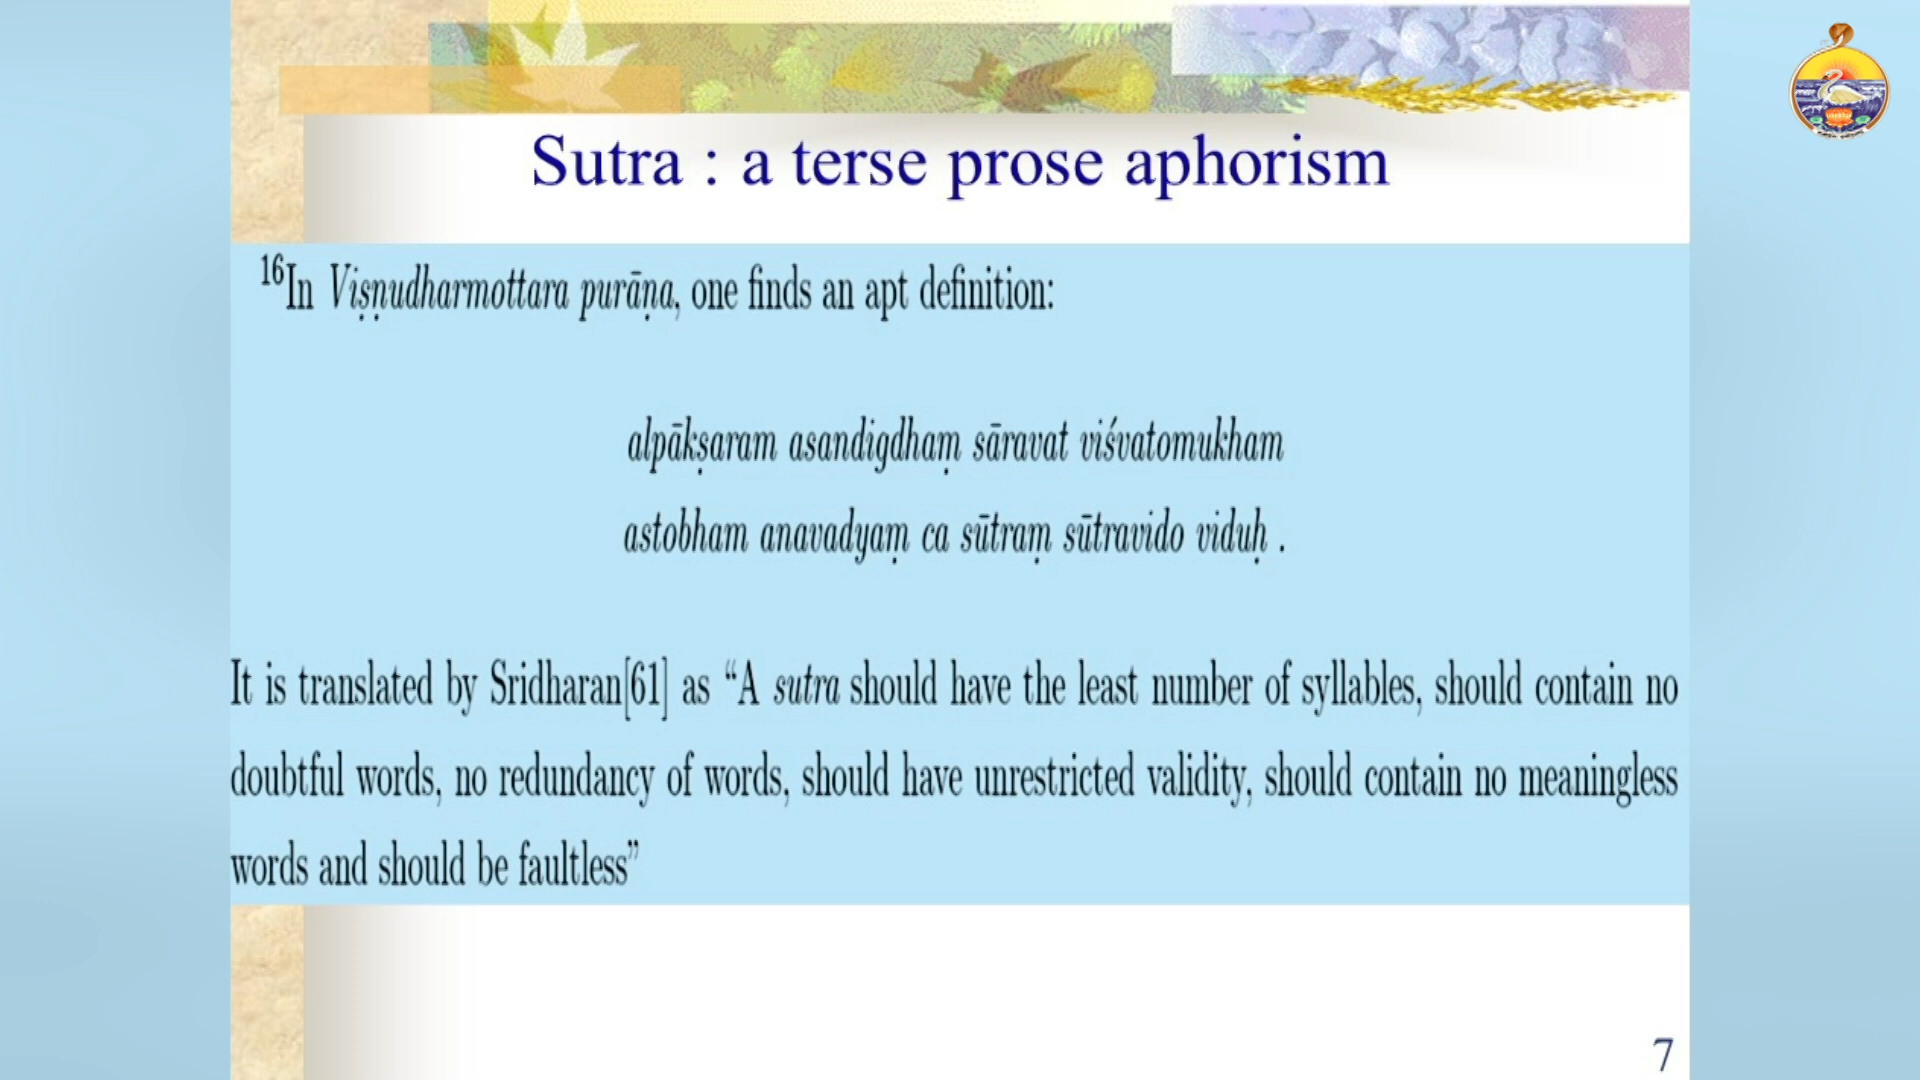 Sutra : a terse prose aphorism
16In Viṣṇudharmottara purāṇa, one finds an apt definition:
alpākṣaram asandigdhaṃ sāravat viśvatomukham
astobham anavadyaṃ ca sūtraṃ sūtravido viduḥ .
It is translated by Sridharan[61] as “A sutra should have the least number of syllables, should contain no
doubtful words, no redundancy of words, should have unrestricted validity, should contain no meaningless
words and should be faultless”
7